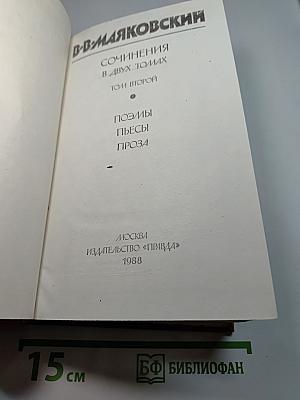 В·В·МАЯКОВСКИЙ
СОЧИНЕНИЯ
В ДВУХ ТОМАХ
ТОМ ВТОРОЙ
ПОЭМЫ
ПЬЕСЫ
ПРОЗА
МОСКВА
ИЗДАТЕЛЬСТВО «ПРАВДА»
1988
15 см
БФ БИБЛИОФАН